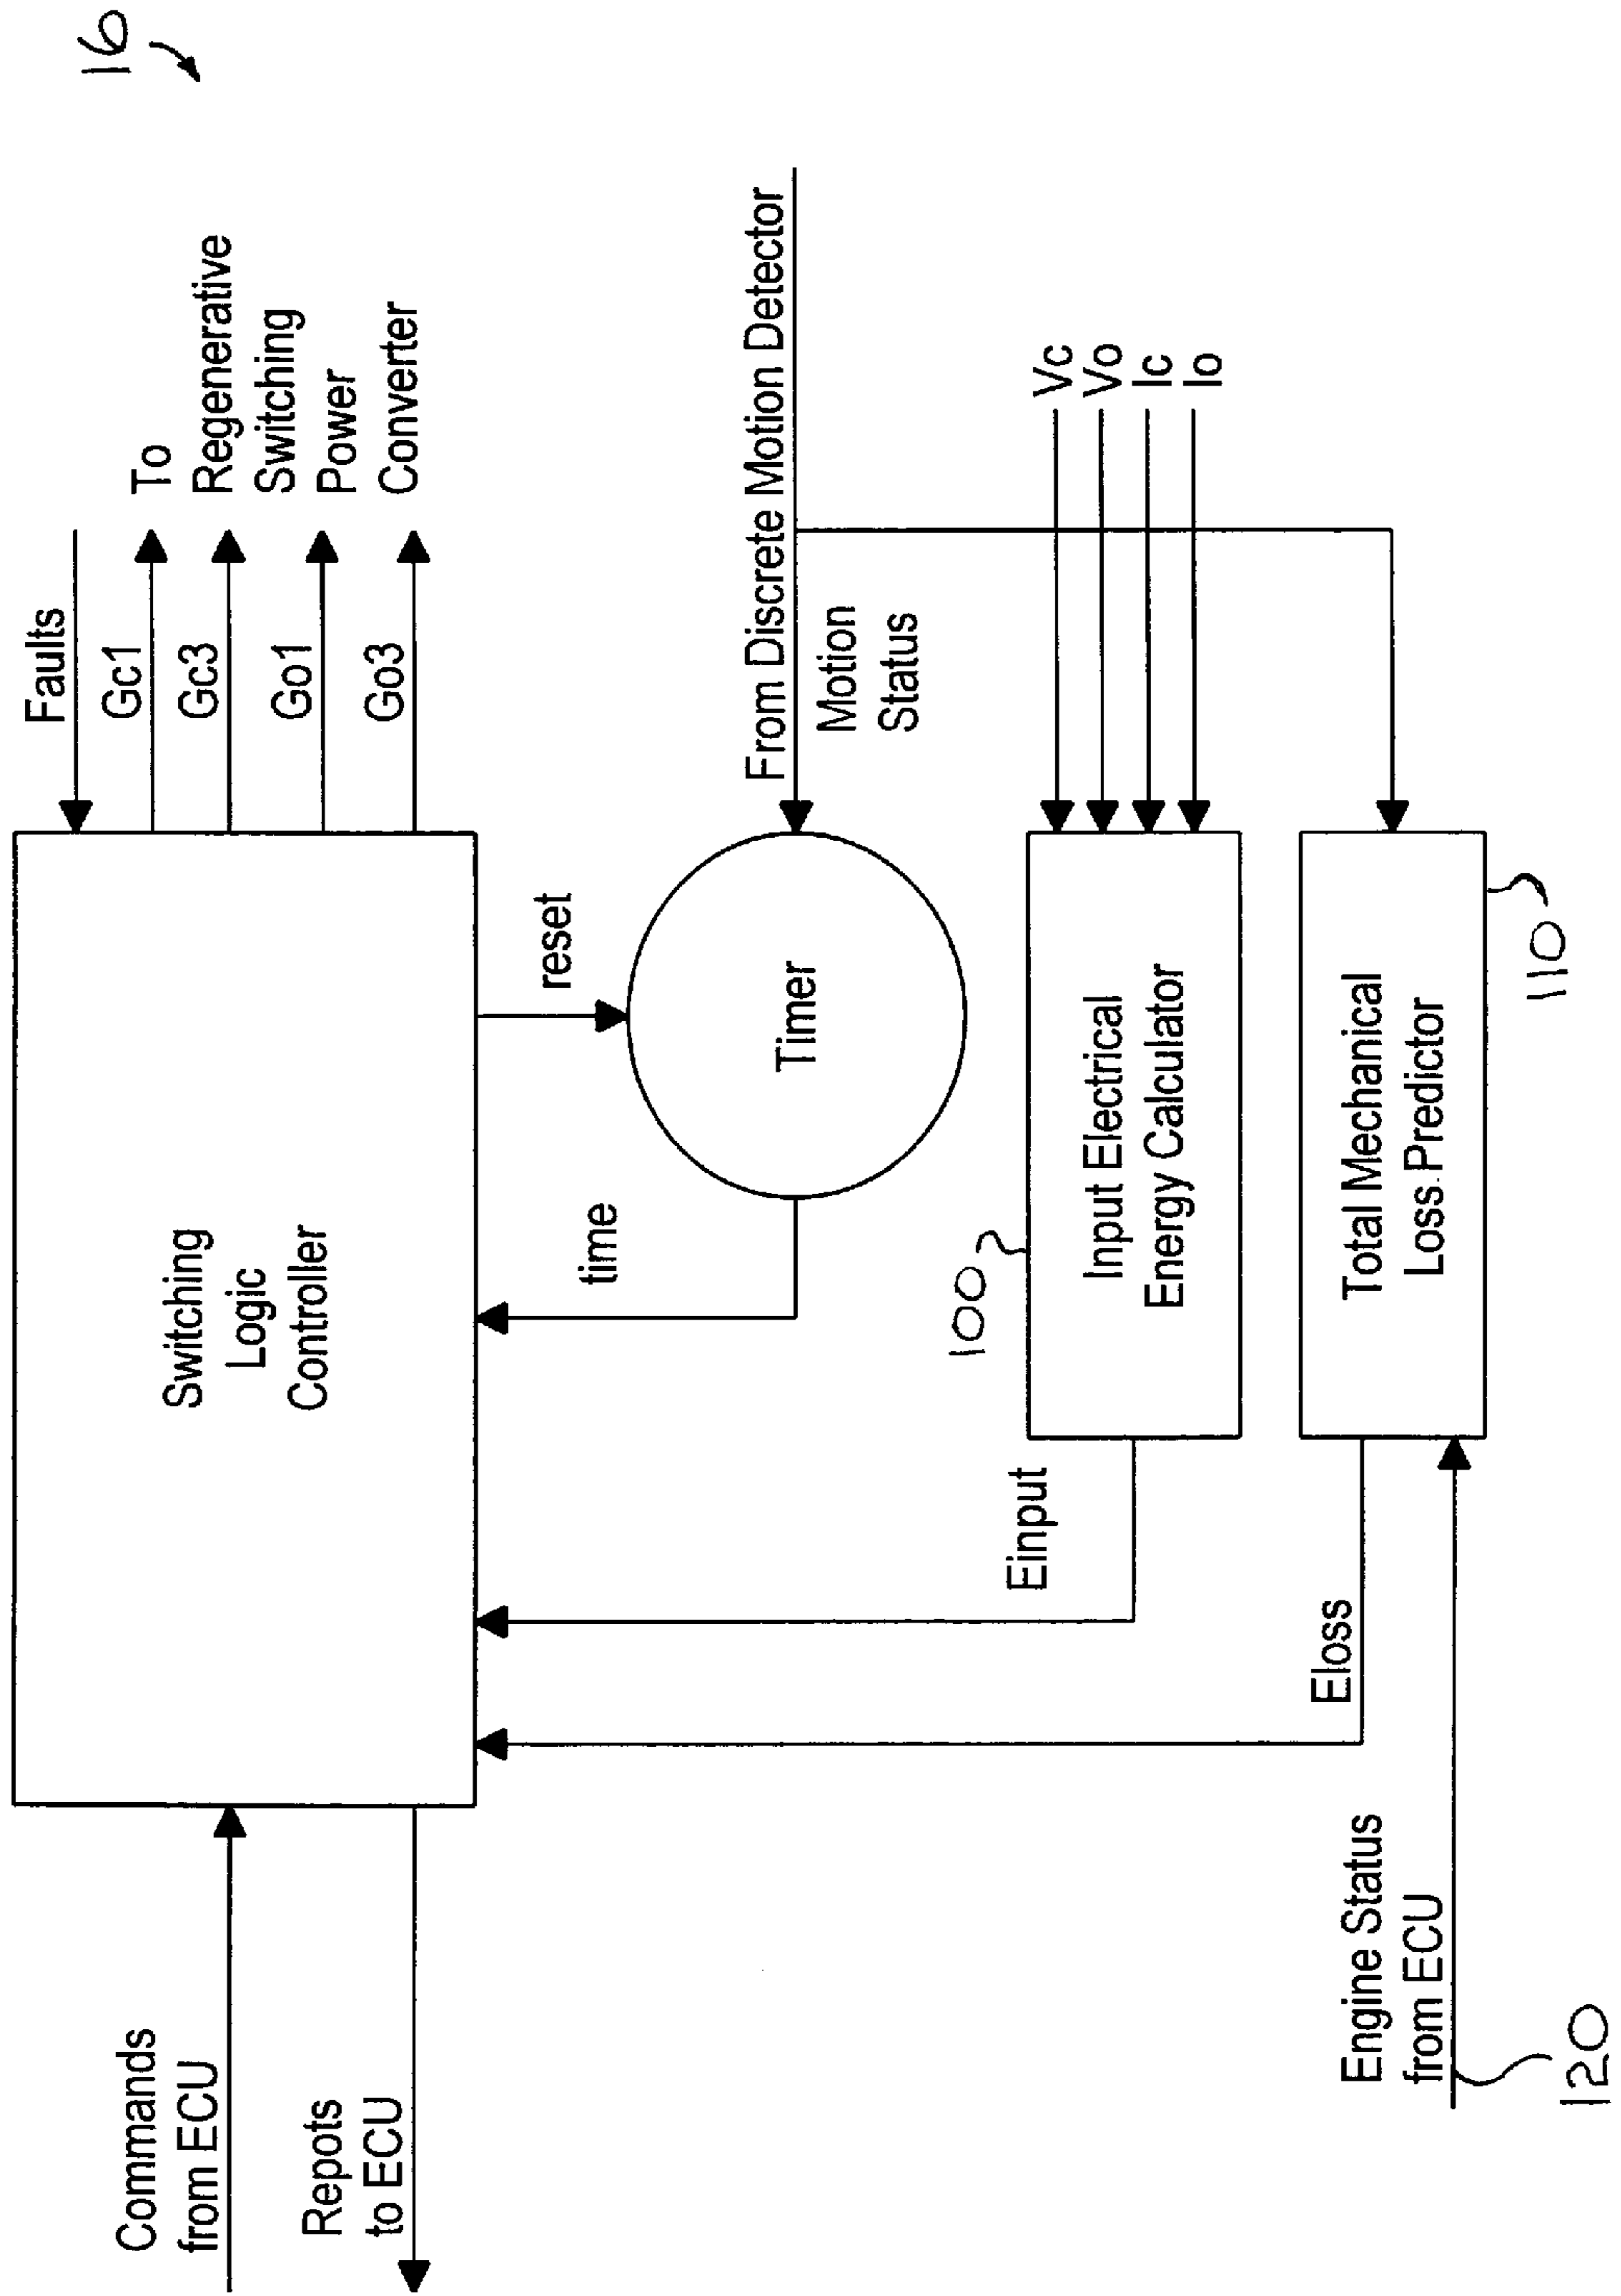 16
Faults
Gc1
Gc3
Go1
Go3
To
Regenerative
Switching
Power
Converter
Switching
Logic
Controller
Commands
from ECU
Repots
to ECU
reset
time
Timer
From Discrete Motion Detector
Motion
Status
Vc
Vo
Ic
Io
100
Input Electrical
Energy Calculator
Einput
Total Mechanical
Loss Predictor
110
Eloss
Engine Status
from ECU
120